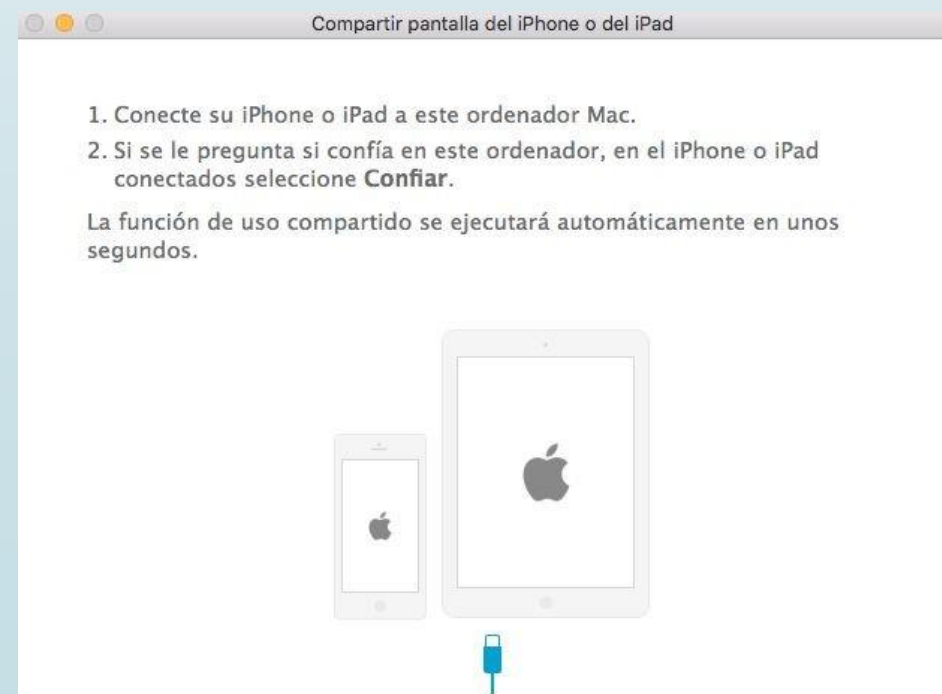 Compartir pantalla del iPhone o del iPad
1. Conecte su iPhone o iPad a este ordenador Mac.
2. Si se le pregunta si confía en este ordenador, en el iPhone o iPad
conectados seleccione Confiar.
La función de uso compartido se ejecutará automáticamente en unos
segundos.